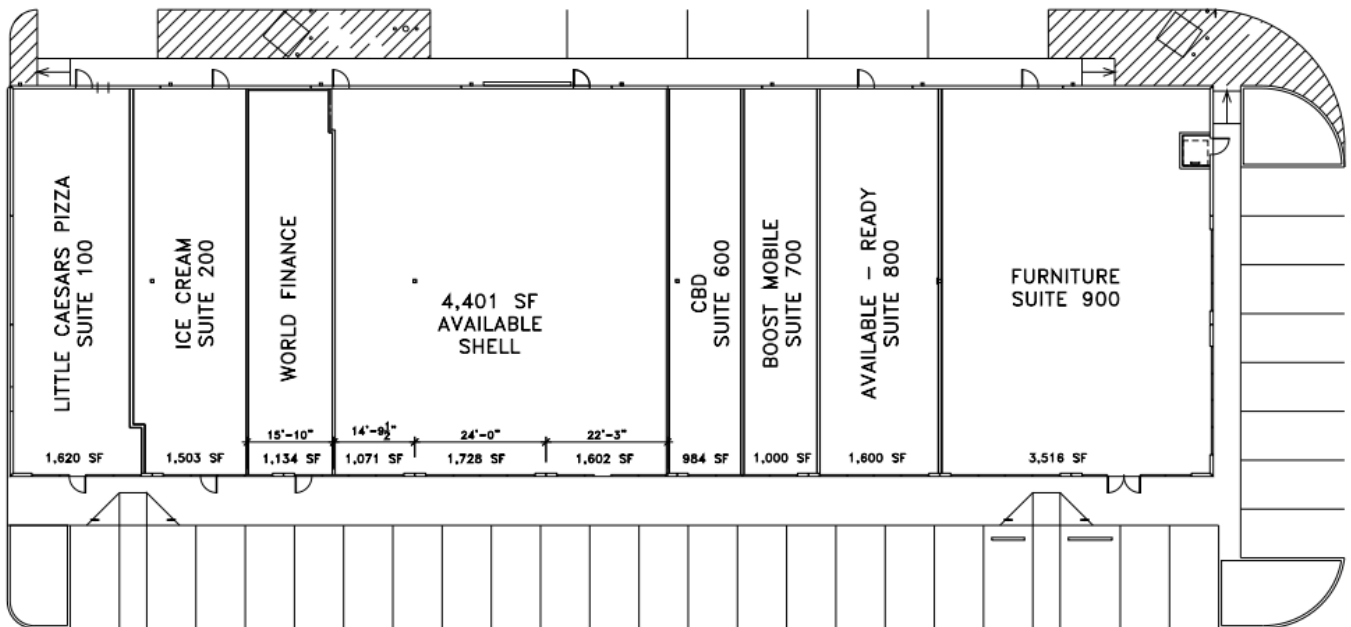 LITTLE CAESARS PIZZA
SUITE 100
ICE CREAM
SUITE 200
WORLD FINANCE
4,401 SF
AVAILABLE
SHELL
CBD
SUITE 600
BOOST MOBILE
SUITE 700
AVAILABLE - READY
SUITE 800
FURNITURE
SUITE 900
15'-10"
14'-9½"
24'-0"
22'-3"
1,620 SF
1,503 SF
1,134 SF
1,071 SF
1,728 SF
1,602 SF
984 SF
1,000 SF
1,600 SF
3,516 SF